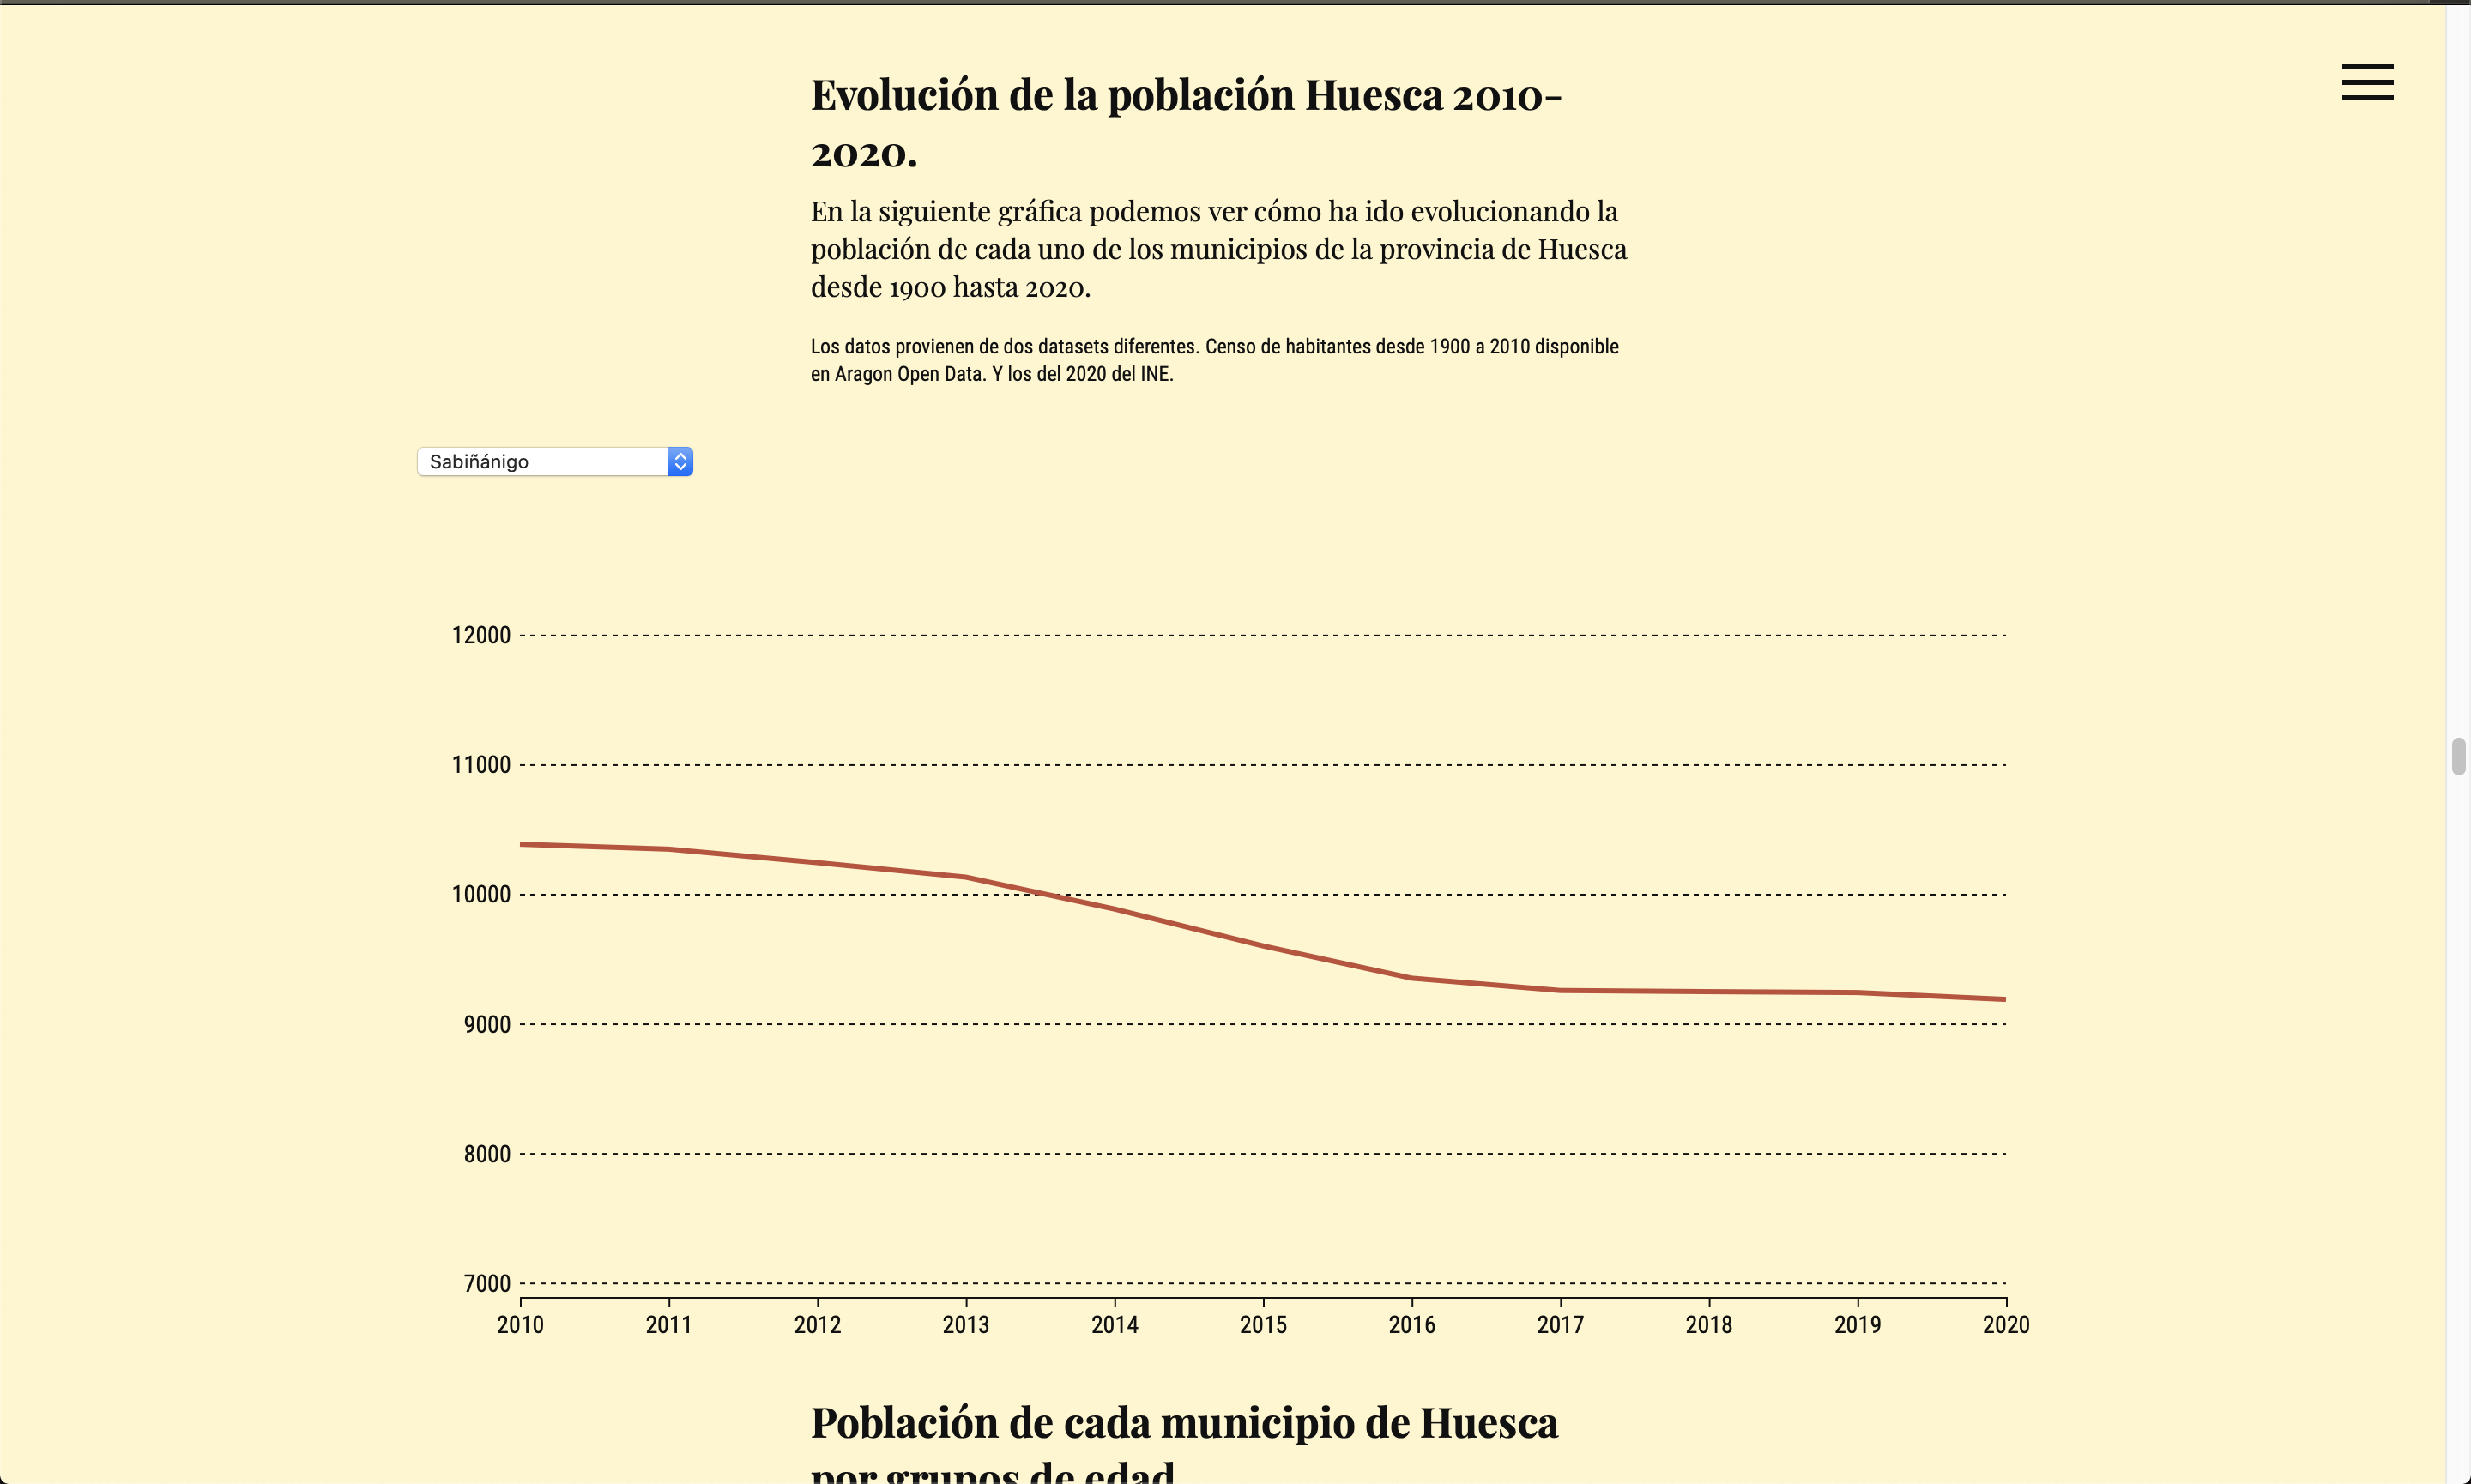 Evolución de la población Huesca 2010-
2020.
En la siguiente gráfica podemos ver cómo ha ido evolucionando la
población de cada uno de los municipios de la provincia de Huesca
desde 1900 hasta 2020.
Los datos provienen de dos datasets diferentes. Censo de habitantes desde 1900 a 2010 disponible
en Aragon Open Data. Y los del 2020 del INE.
Sabiñánigo
12000
11000
10000
9000
8000
7000
2010 2011 2012 2013 2014 2015 2016 2017 2018 2019 2020
Población de cada municipio de Huesca
por grupos de edad